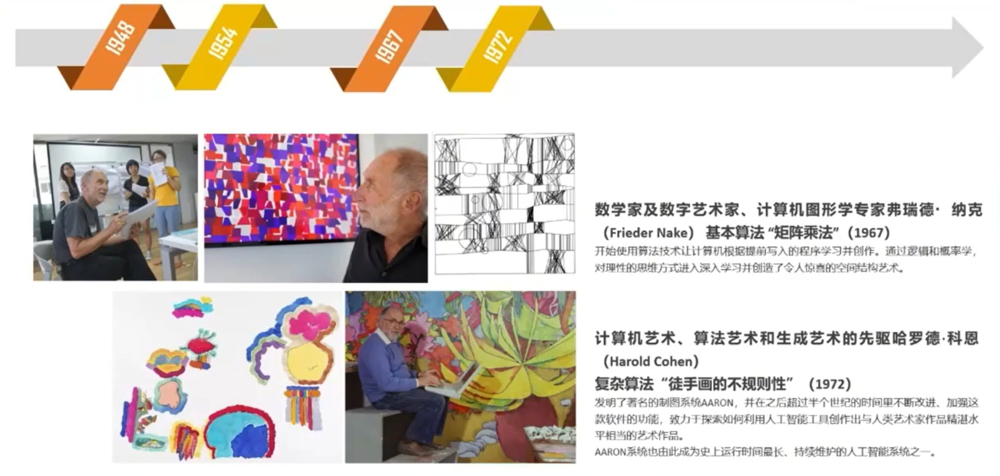 1948
1954
1967
1972
数学家及数字艺术家、计算机图形学专家弗瑞德· 纳克
（Frieder Nake） 基本算法 “矩阵乘法”（1967）
开始使用算法技术让计算机根据提前写入的程序学习并创作。通过逻辑和概率学，
对理性的思维方式进入深入学习并创造了令人惊喜的空间结构艺术。
计算机艺术、算法艺术和生成艺术的先驱哈罗德·科恩
（Harold Cohen）
复杂算法 “徒手画的不规则性” （1972）
发明了著名的制图系统AARON，并在之后超过半个世纪的时间里不断改进、加强这
款软件的功能，致力于探索如何利用人工智能工具创作出与人类艺术家作品精湛水
平相当的艺术作品。
AARON系统也由此成为史上运行时间最长、持续维护的人工智能系统之一。